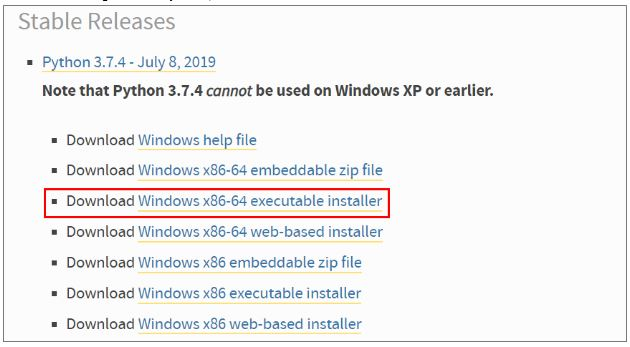 Stable Releases
Python 3.7.4 - July 8, 2019
Note that Python 3.7.4 cannot be used on Windows XP or earlier.
Download Windows help file
Download Windows x86-64 embeddable zip file
Download Windows x86-64 executable installer
Download Windows x86-64 web-based installer
Download Windows x86 embeddable zip file
Download Windows x86 executable installer
Download Windows x86 web-based installer